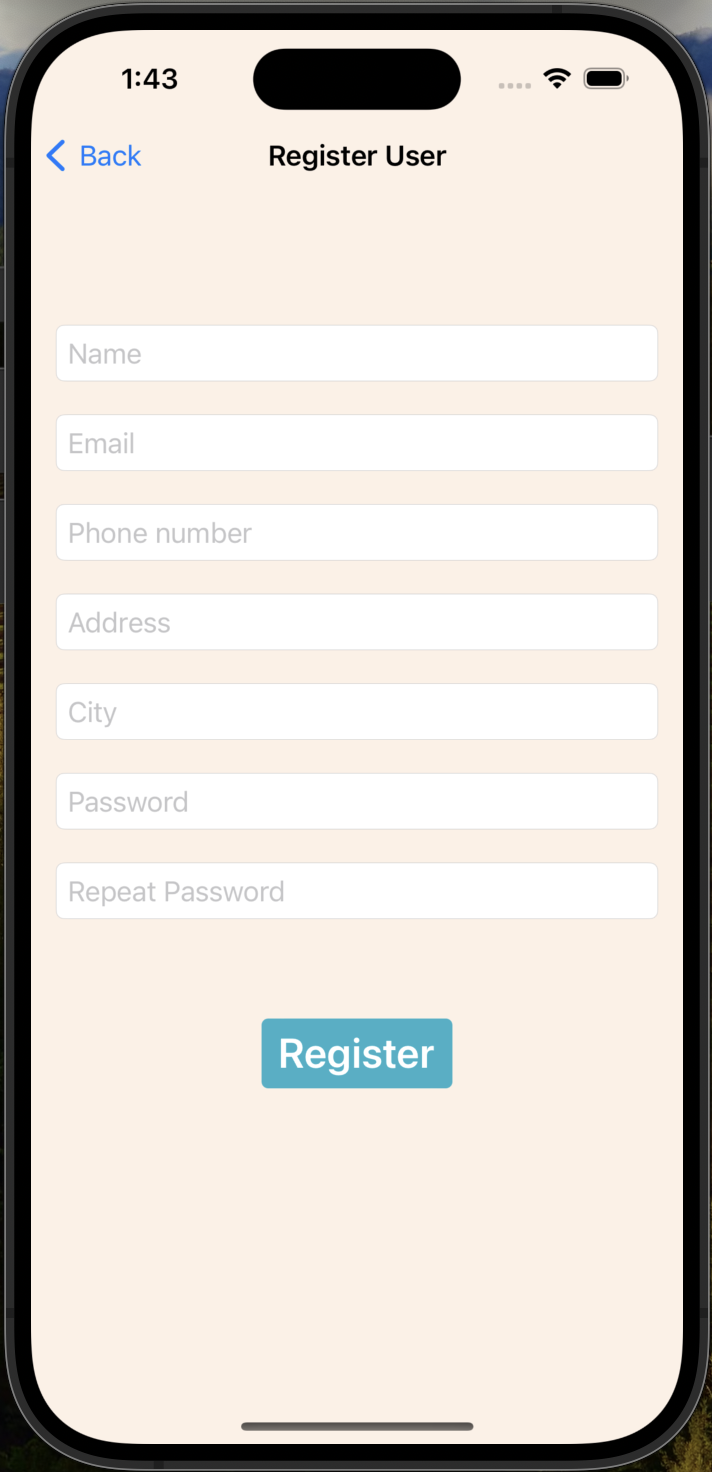 1:43
Back
Register User
Name
Email
Phone number
Address
City
Password
Repeat Password
Register